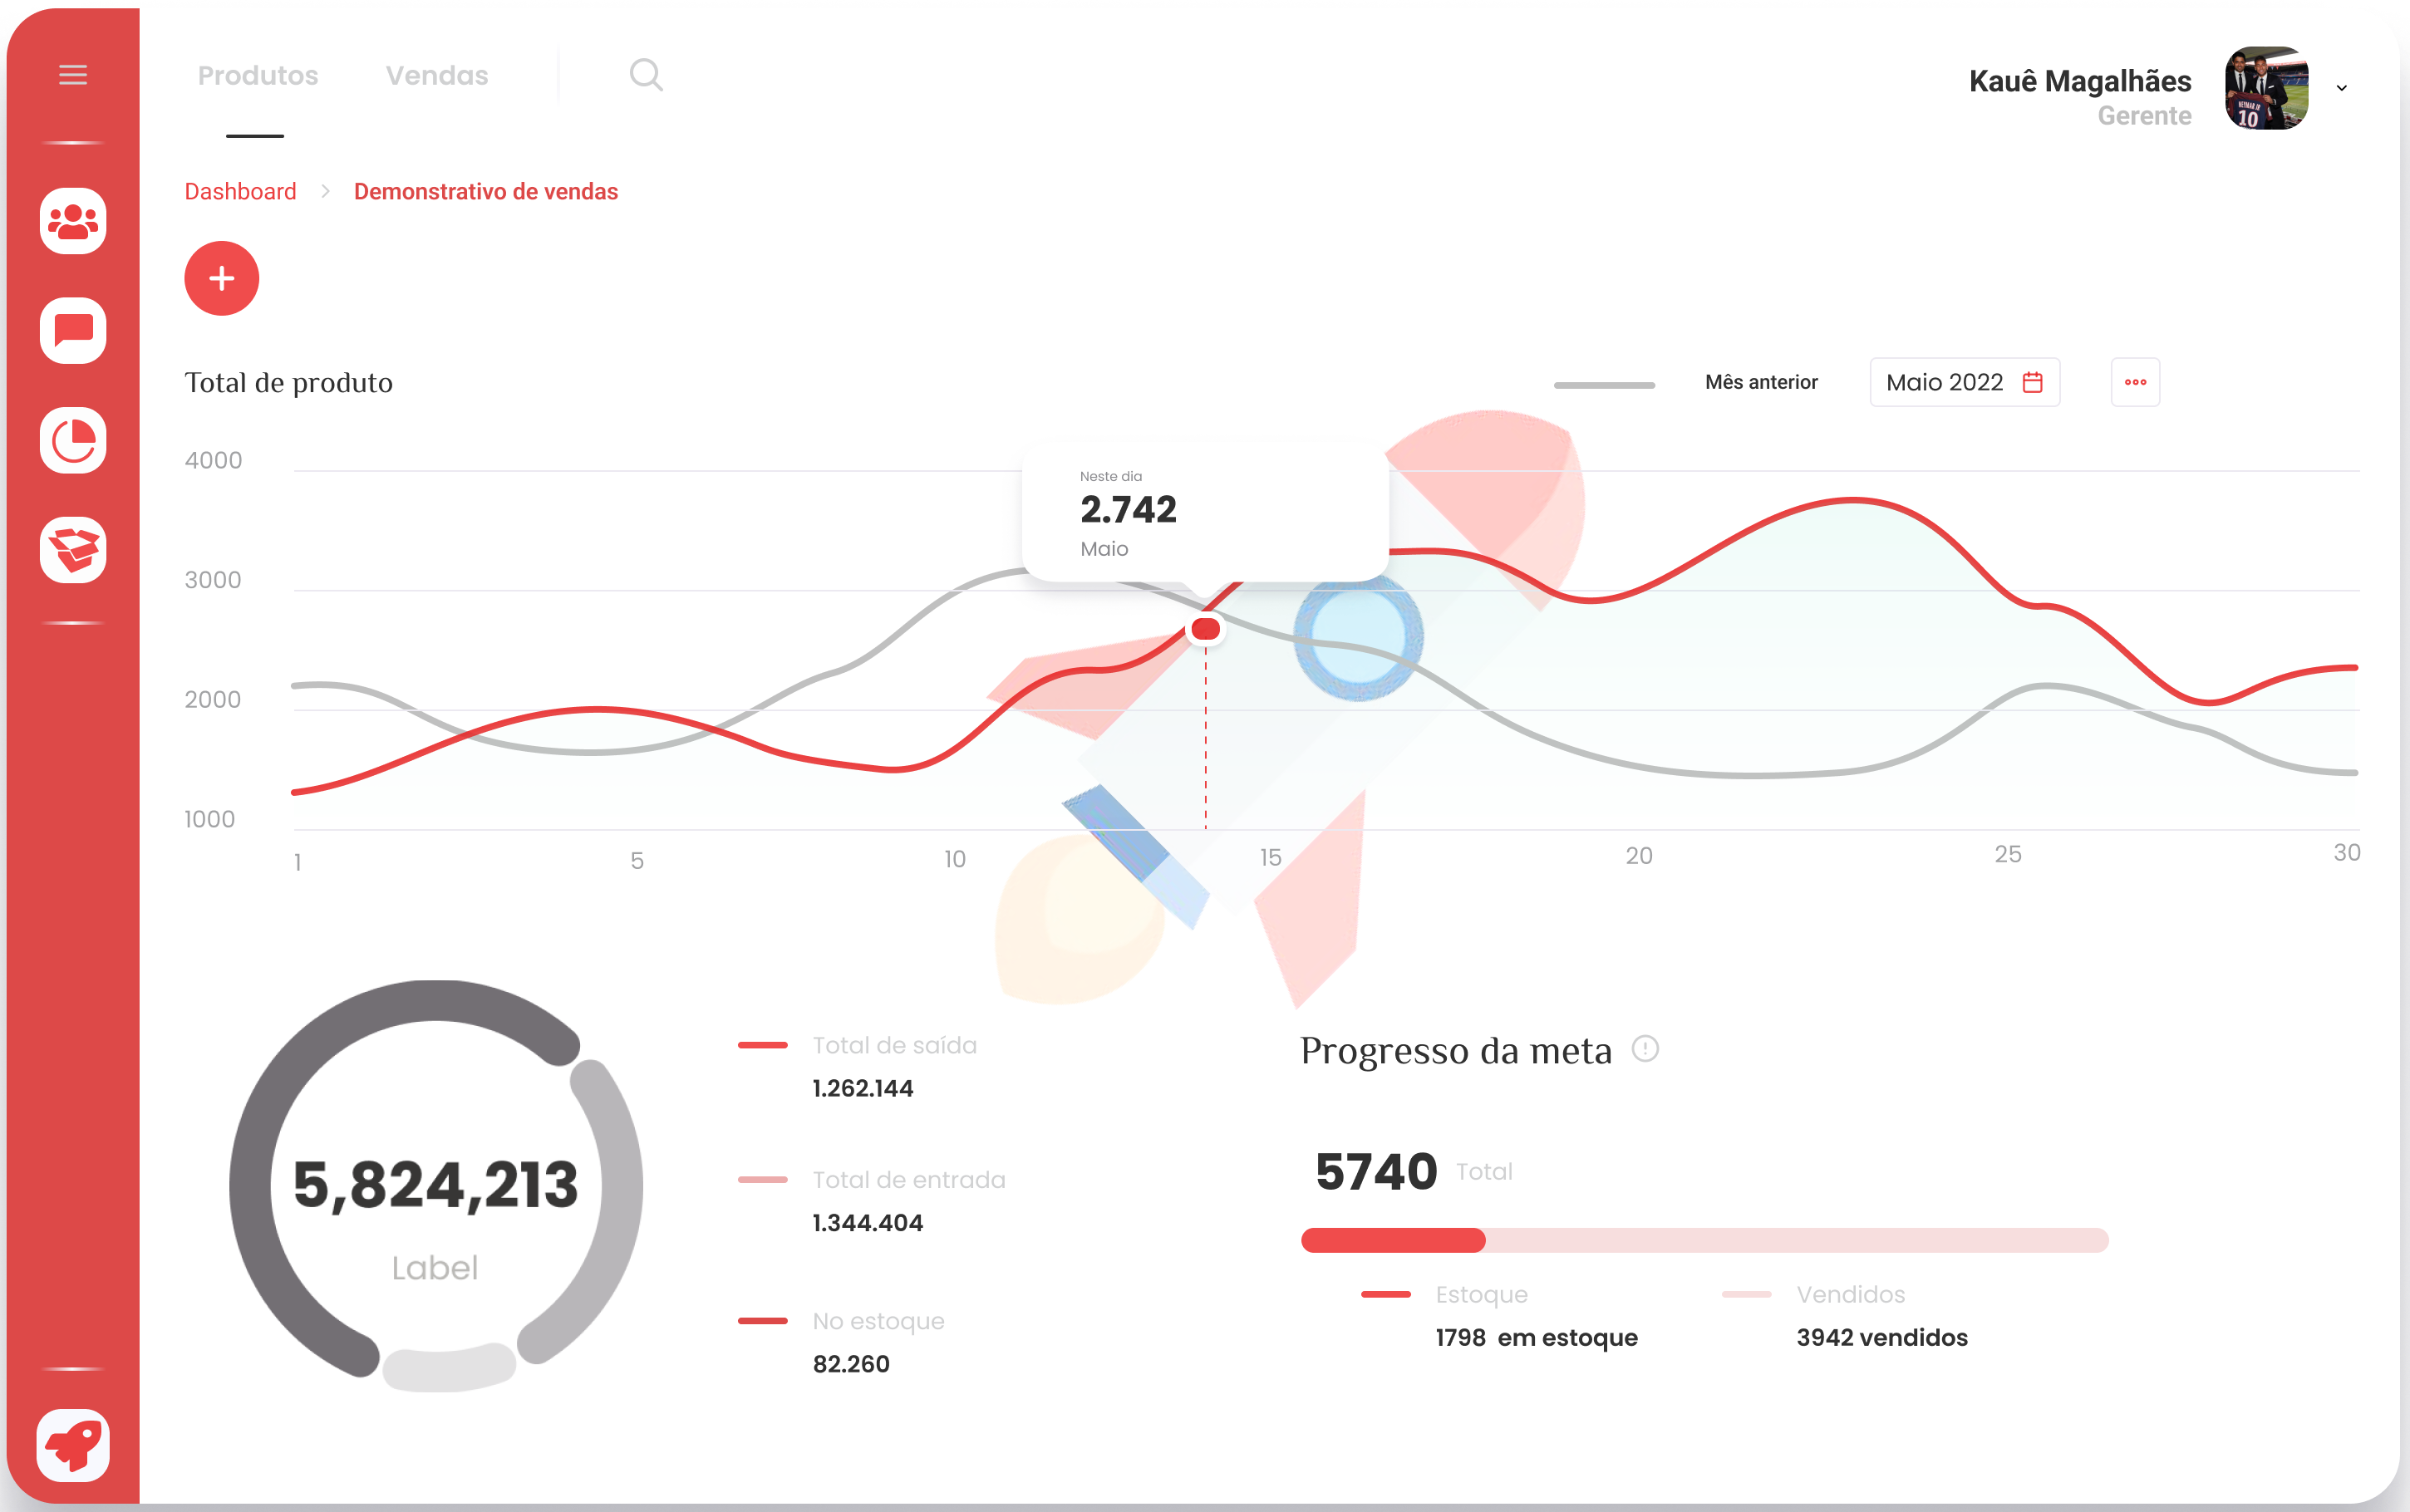 Produtos
Vendas
Kauê Magalhães
Gerente
NEYMAR JR
10
Dashboard
Demonstrativo de vendas
Total de produto
Mês anterior
Maio 2022
4000
3000
2000
1000
Neste dia
2.742
Maio
1
5
10
15
20
25
30
5,824,213
Label
Total de saída
1.262.144
Total de entrada
1.344.404
No estoque
82.260
Progresso da meta
5740 Total
Estoque
1798 em estoque
Vendidos
3942 vendidos